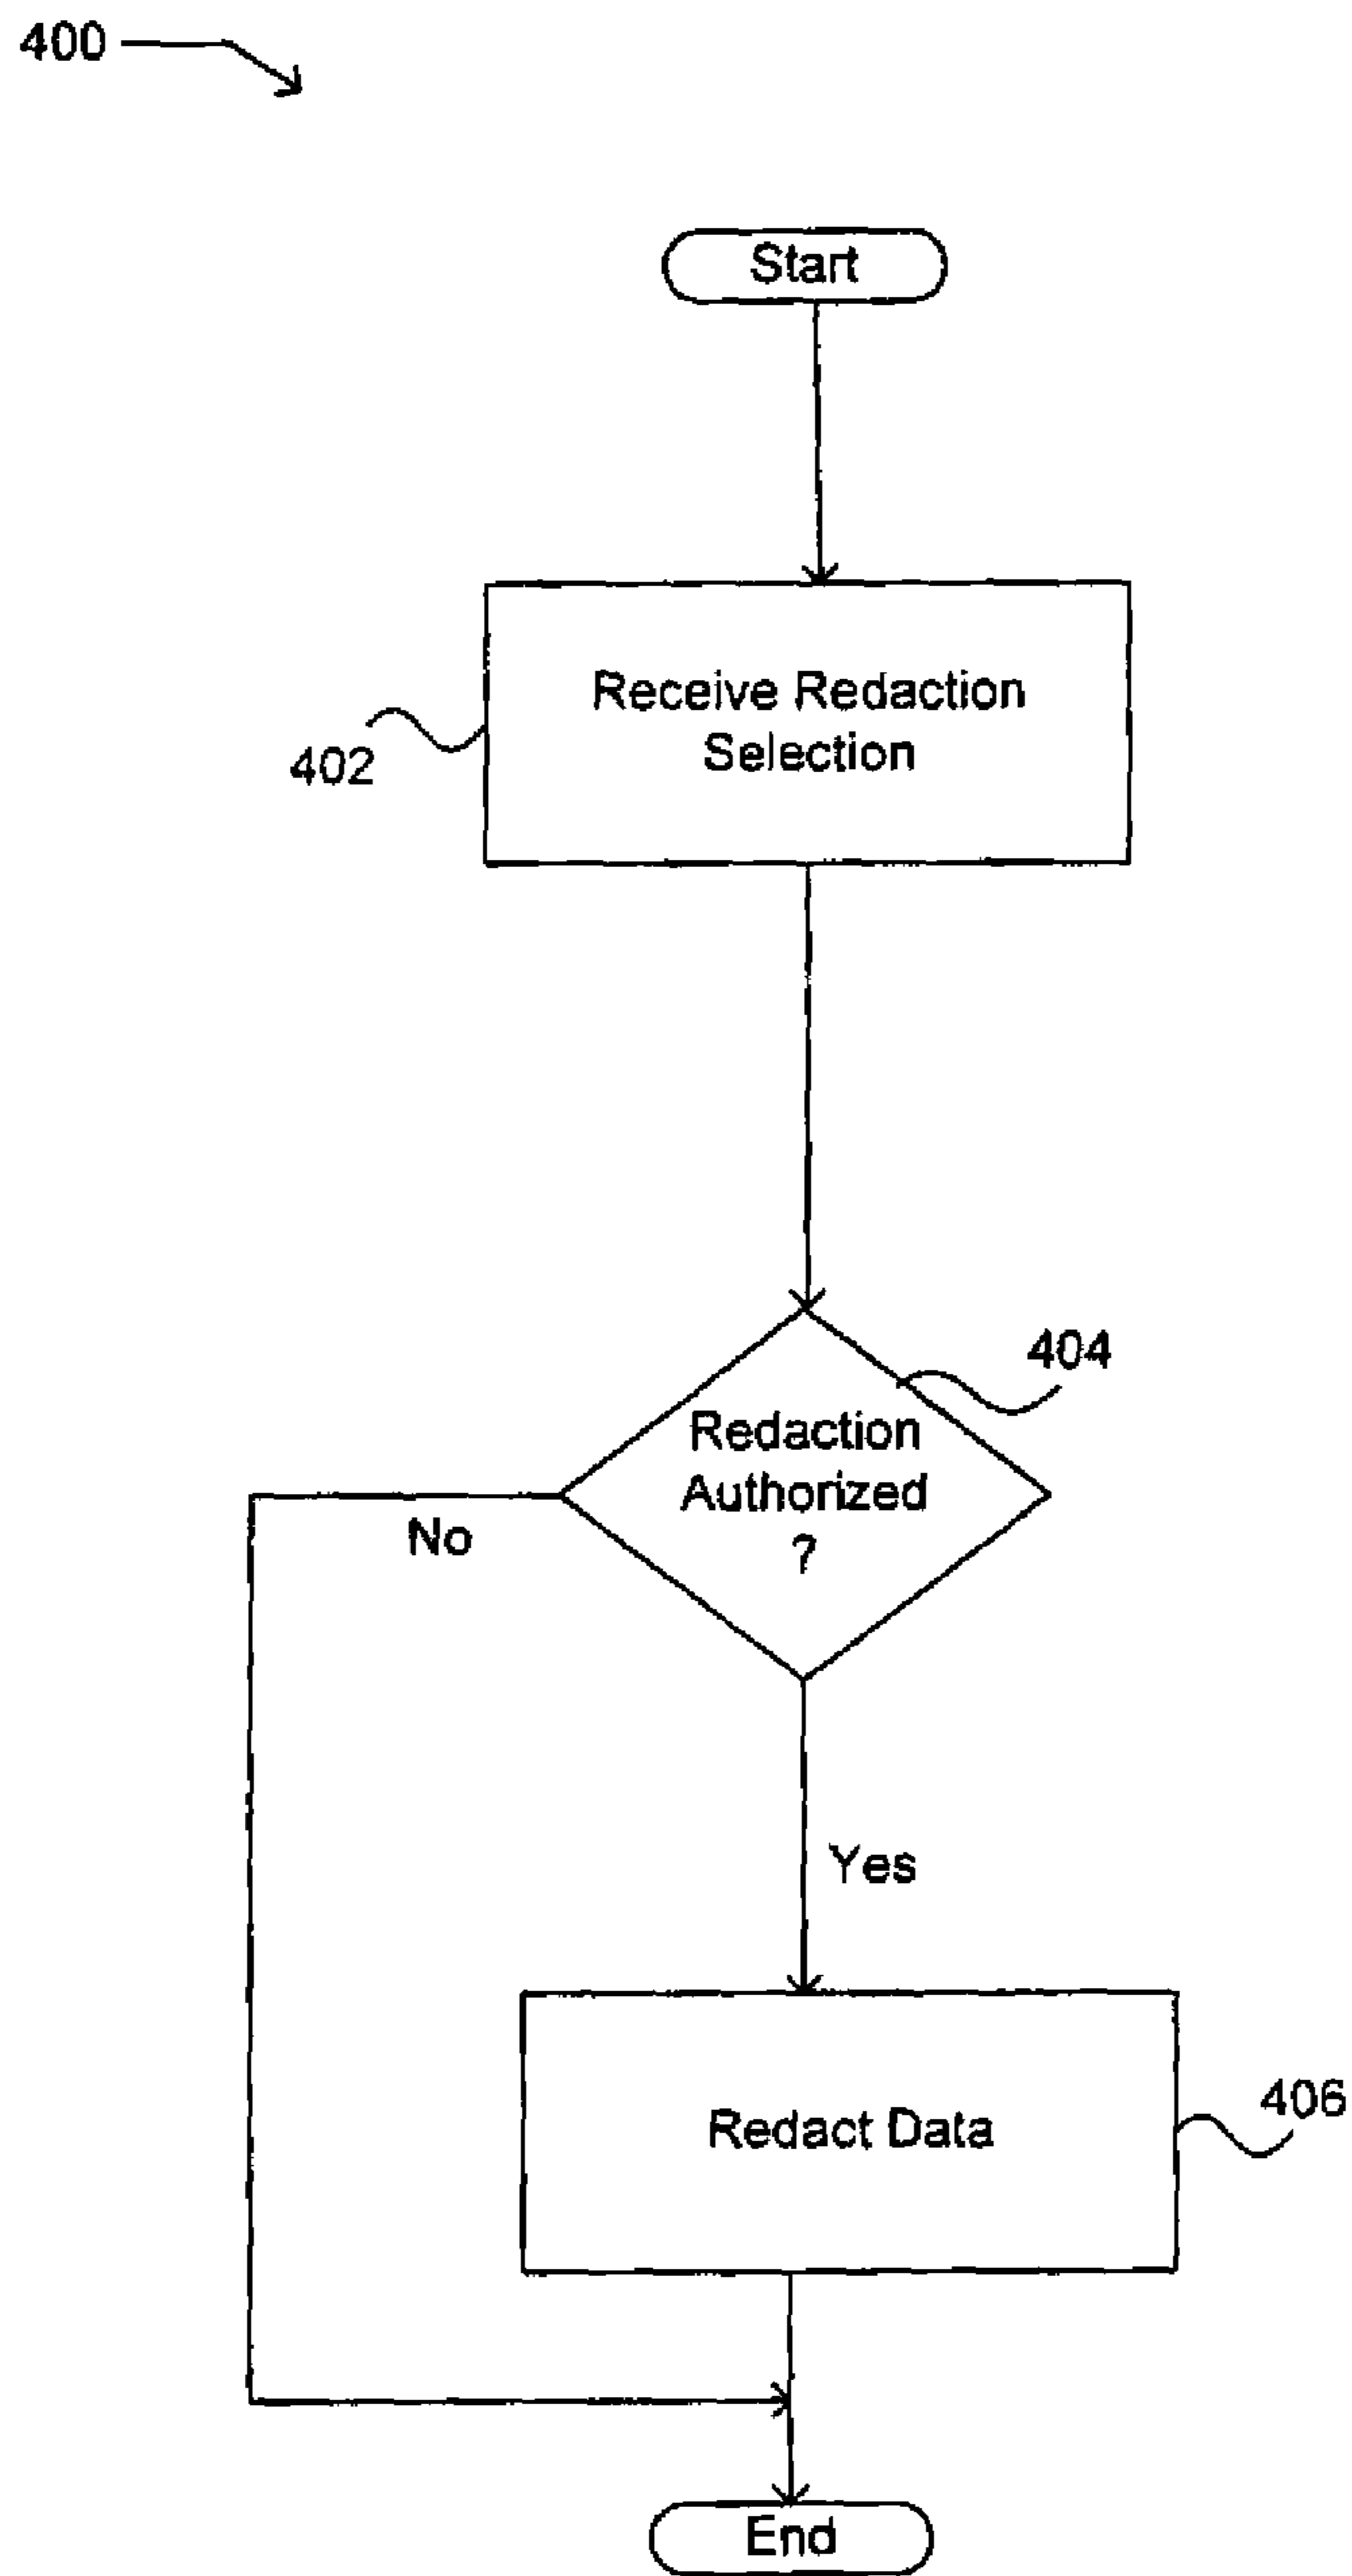 400
Start
Receive Redaction
Selection
402
404
Redaction
Authorized
?
No
Yes
Redact Data
406
End